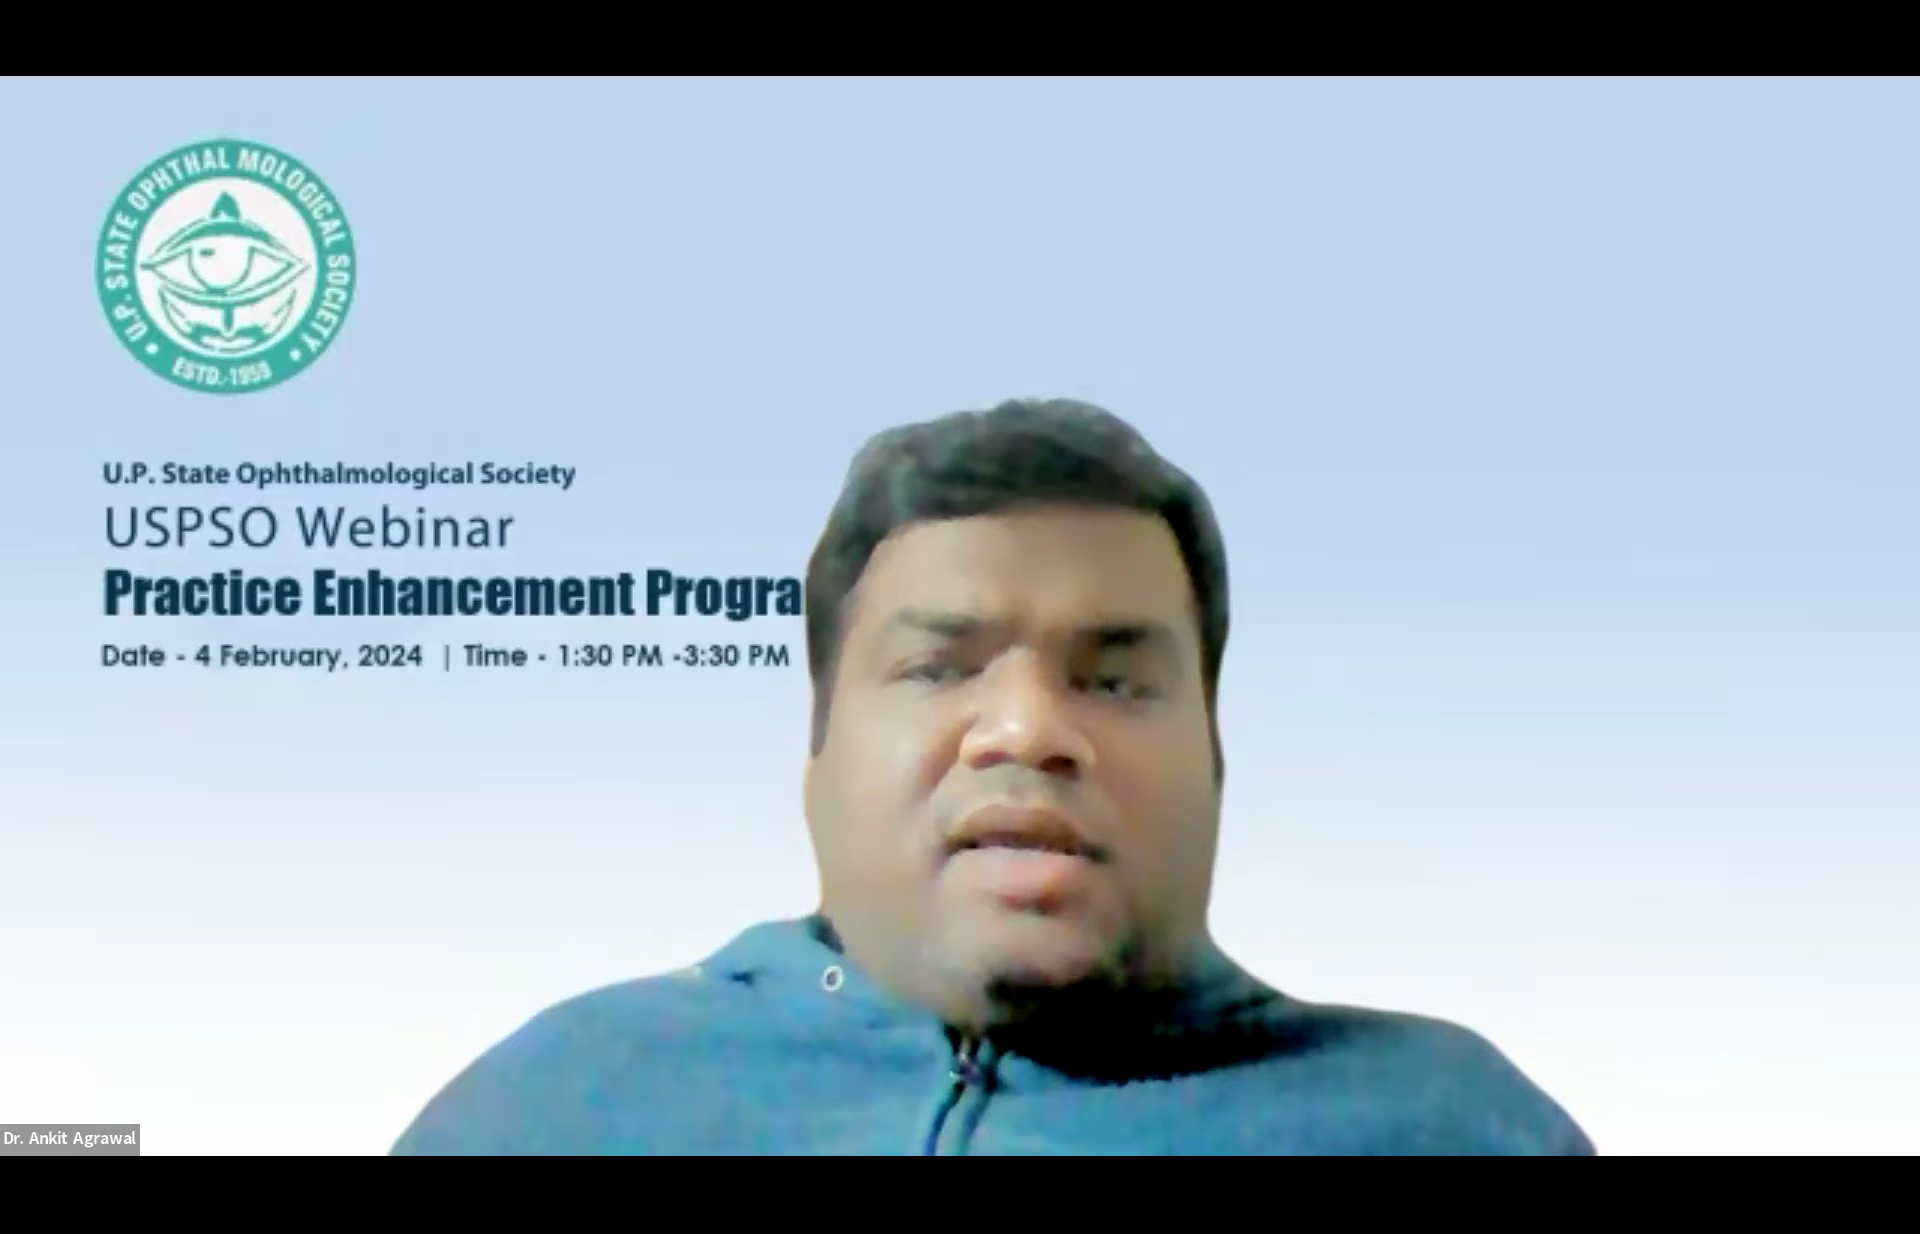 U.P. STATE OPHTHAL MOLOGICAL SOCIETY
ESTD.-1959
U.P. State Ophthalmological Society
USPSO Webinar
Practice Enhancement Progra
Date - 4 February, 2024 | Time - 1:30 PM -3:30 PM
Dr. Ankit Agrawal